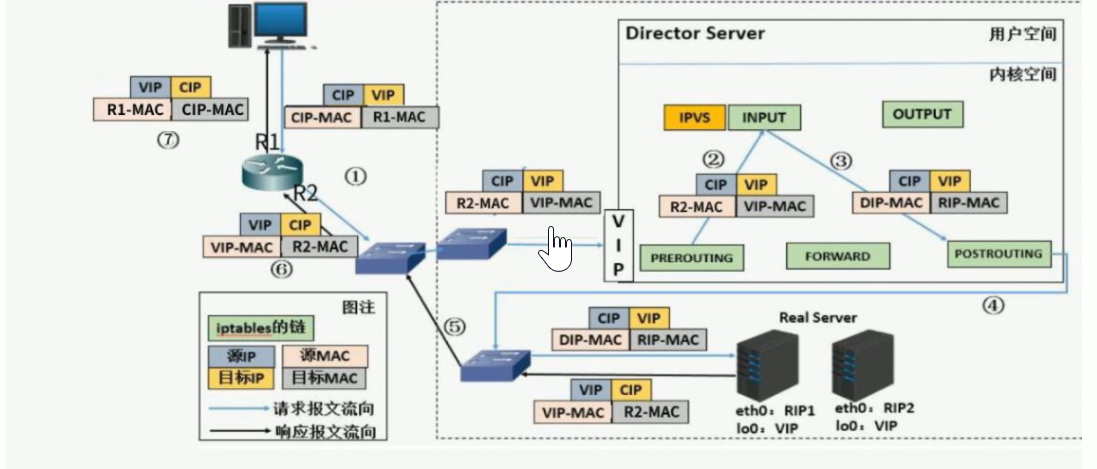 Director Server
用户空间
内核空间
VIP CIP
R1-MAC CIP-MAC
⑦
CIP VIP
CIP-MAC R1-MAC
R1
①
R2
IPVS INPUT
OUTPUT
②
③
CIP VIP
R2-MAC VIP-MAC
CIP VIP
R2-MAC VIP-MAC
CIP VIP
DIP-MAC RIP-MAC
VIP CIP
VIP-MAC R2-MAC
⑥
V
I
P
PREROUTING
FORWARD
POSTROUTING
④
图注
iptables的链
源IP 源MAC
目标IP 目标MAC
请求报文流向
响应报文流向
⑤
CIP VIP
DIP-MAC RIP-MAC
Real Server
VIP CIP
VIP-MAC R2-MAC
eth0：RIP1
lo0：VIP
eth0：RIP2
lo0：VIP